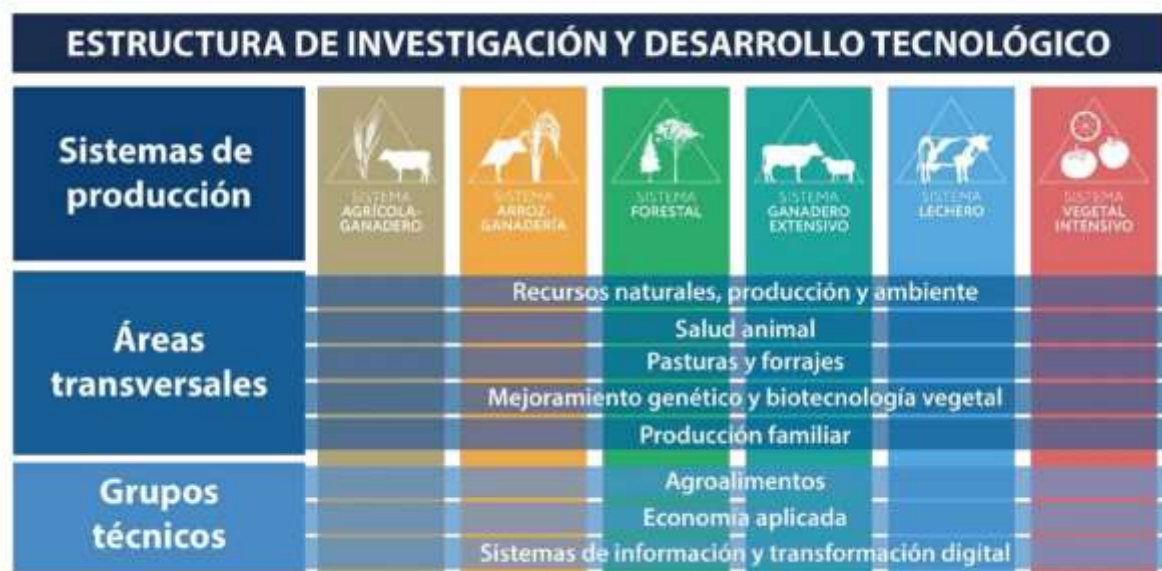 ESTRUCTURA DE INVESTIGACIÓN Y DESARROLLO TECNOLÓGICO
Sistemas de
producción
SISTEMA
AGRÍCOLA-
GANADERO
SISTEMA
ARROZ-
GANADERÍA
SISTEMA
FORESTAL
SISTEMA
GANADERO
EXTENSIVO
SISTEMA
LECHERO
SISTEMA
VEGETAL
INTENSIVO
Áreas
transversales
Recursos naturales, producción y ambiente
Salud animal
Pasturas y forrajes
Mejoramiento genético y biotecnología vegetal
Producción familiar
Grupos
técnicos
Agroalimentos
Economía aplicada
Sistemas de información y transformación digital